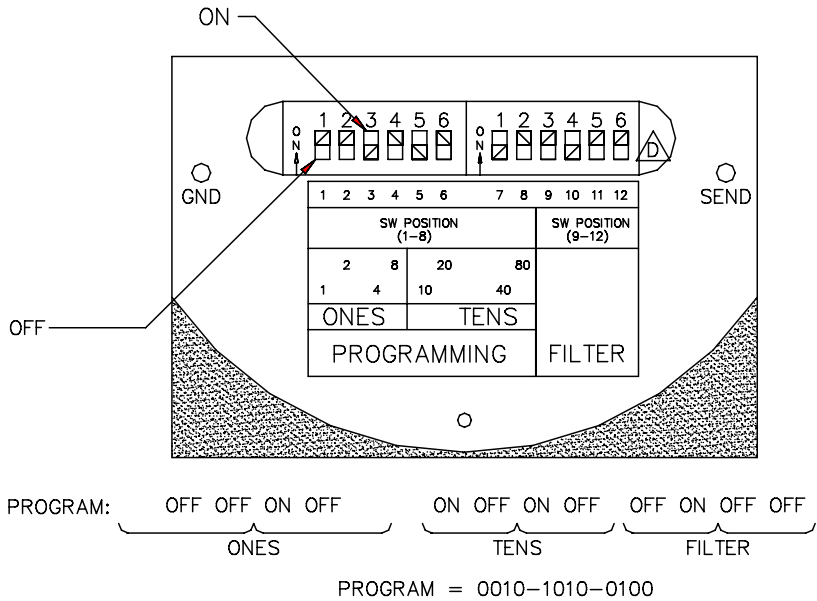 ON
1 2 3 4 5 6 1 2 3 4 5 6
ON ON
D
GND SEND
1 2 3 4 5 6 7 8 9 10 11 12
SW POSITION
(1-8)
SW POSITION
(9-12)
2 8 20 80
1 4 10 40
OFF
ONES TENS
PROGRAMMING FILTER
PROGRAM: OFF OFF ON OFF ON OFF ON OFF OFF ON OFF OFF
ONES TENS FILTER
PROGRAM = 0010-1010-0100